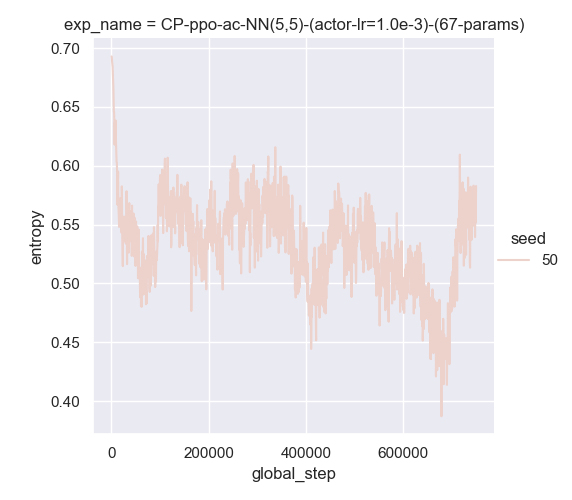 exp_name = CP-ppo-ac-NN(5,5)-(actor-lr=1.0e-3)-(67-params)
0.70
0.65
0.60
0.55
0.50
0.45
0.40
entropy
0 200000 400000 600000
global_step
seed
50